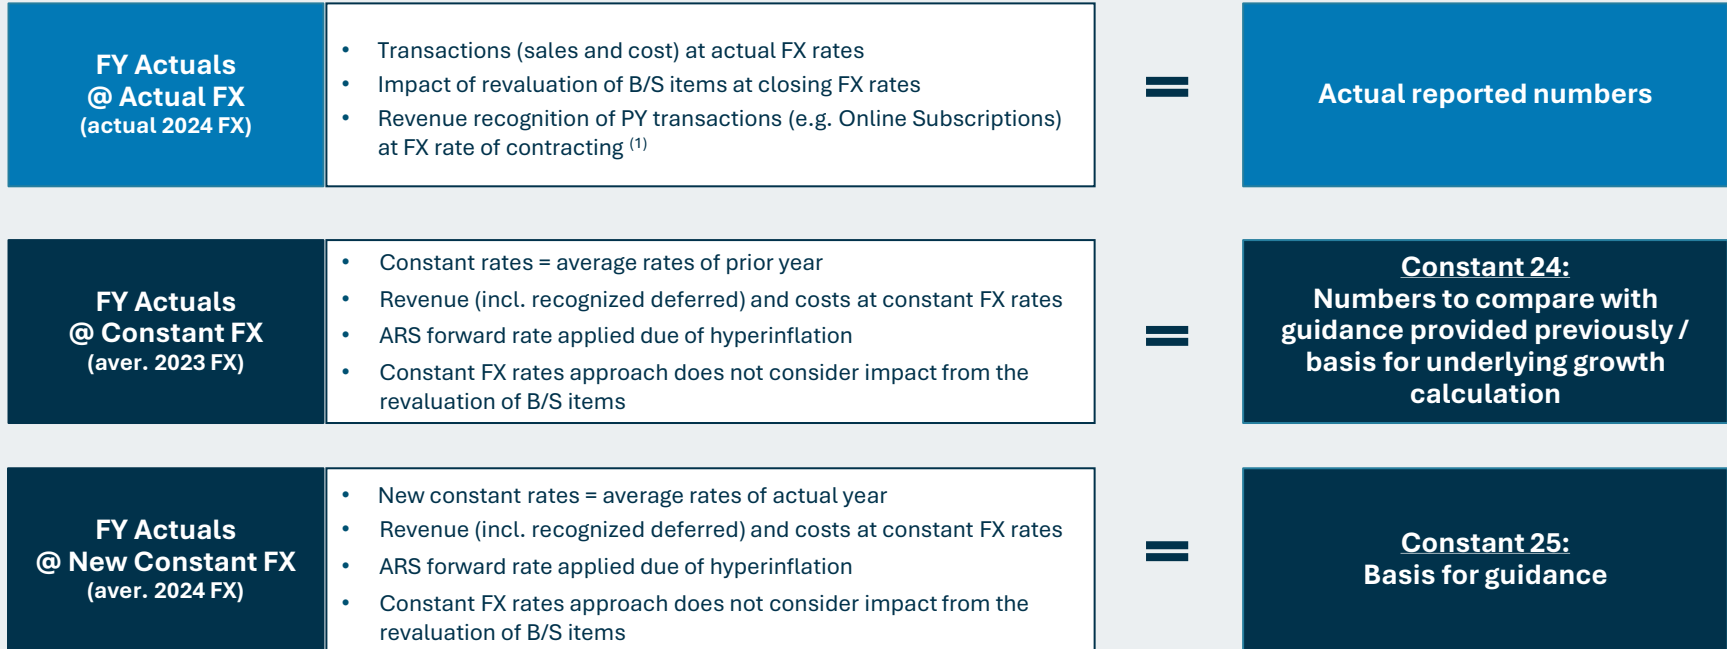 FY Actuals
@ Actual FX
(actual 2024 FX)
• Transactions (sales and cost) at actual FX rates
• Impact of revaluation of B/S items at closing FX rates
• Revenue recognition of PY transactions (e.g. Online Subscriptions)
at FX rate of contracting (1)
=
Actual reported numbers
FY Actuals
@ Constant FX
(aver. 2023 FX)
• Constant rates = average rates of prior year
• Revenue (incl. recognized deferred) and costs at constant FX rates
• ARS forward rate applied due of hyperinflation
• Constant FX rates approach does not consider impact from the
revaluation of B/S items
=
Constant 24:
Numbers to compare with
guidance provided previously /
basis for underlying growth
calculation
FY Actuals
@ New Constant FX
(aver. 2024 FX)
• New constant rates = average rates of actual year
• Revenue (incl. recognized deferred) and costs at constant FX rates
• ARS forward rate applied due of hyperinflation
• Constant FX rates approach does not consider impact from the
revaluation of B/S items
=
Constant 25:
Basis for guidance